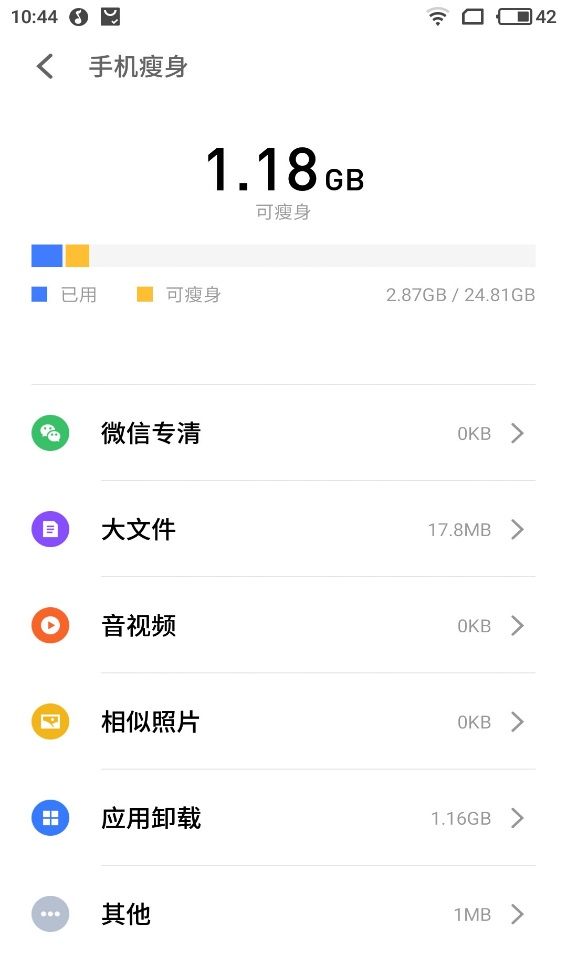 10:44 42
手机瘦身
1.18 GB
可瘦身
已用 可瘦身 2.87GB / 24.81GB
微信专清 0KB
大文件 17.8MB
音视频 0KB
相似照片 0KB
应用卸载 1.16GB
其他 1MB